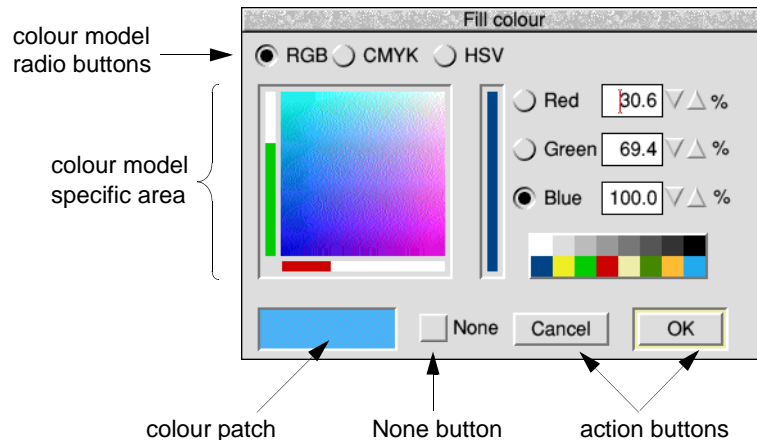 Fill colour
colour model
radio buttons
RGB CMYK HSV
Red 30.6 %
Green 69.4 %
Blue 100.0 %
colour model
specific area
None Cancel OK
colour patch None button action buttons